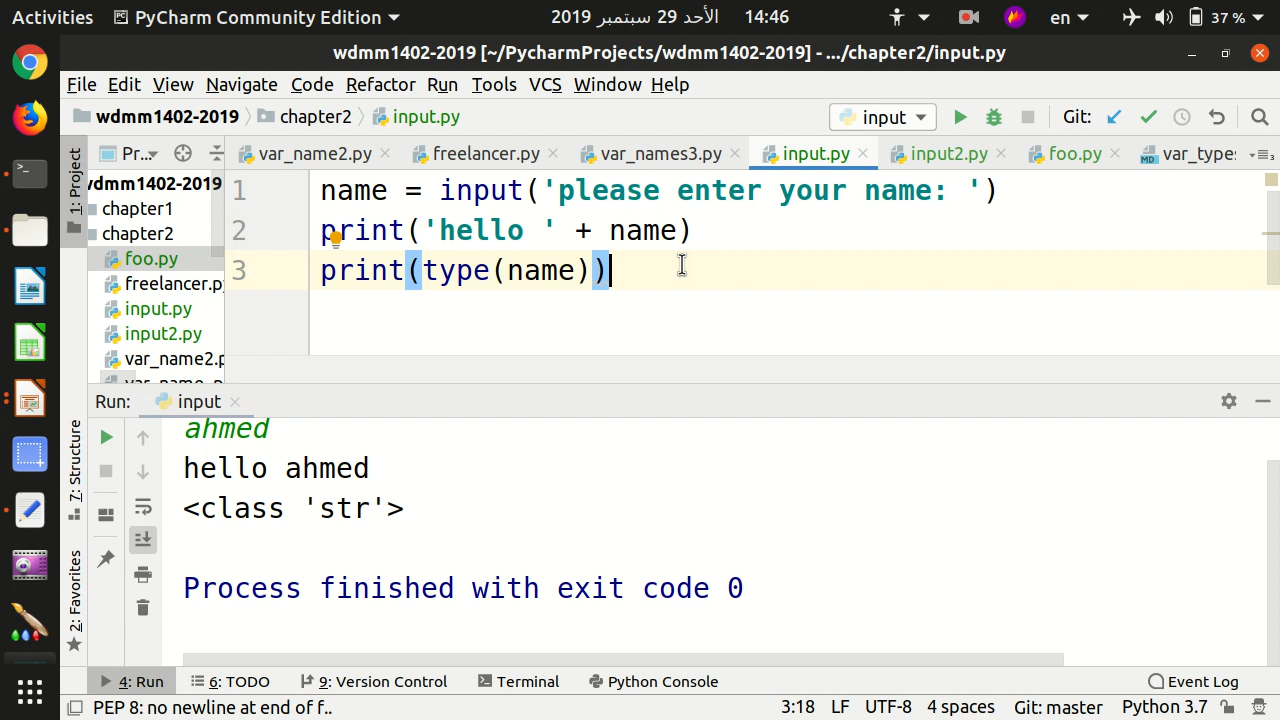 Activities PyCharm Community Edition الأحد 29 سبتمبر 2019 14:46 en 37 %
wdmm1402-2019 [~/PycharmProjects/wdmm1402-2019] - .../chapter2/input.py
File Edit View Navigate Code Refactor Run Tools VCS Window Help
wdmm1402-2019 chapter2 input.py input Git:
1: Project Pr... var_name2.py freelancer.py var_names3.py input.py input2.py foo.py MD var_type
vdmm1402-2019
chapter1
chapter2
foo.py
freelancer.p
input.py
input2.py
var_name2.p
1 name = input('please enter your name: ')
2 print('hello ' + name)
3 print(type(name))
Run: input
ahmed
hello ahmed
<class 'str'>
Process finished with exit code 0
7: Structure
2: Favorites
4: Run 6: TODO 9: Version Control Terminal Python Console Event Log
PEP 8: no newline at end of f.. 3:18 LF UTF-8 4 spaces Git: master Python 3.7